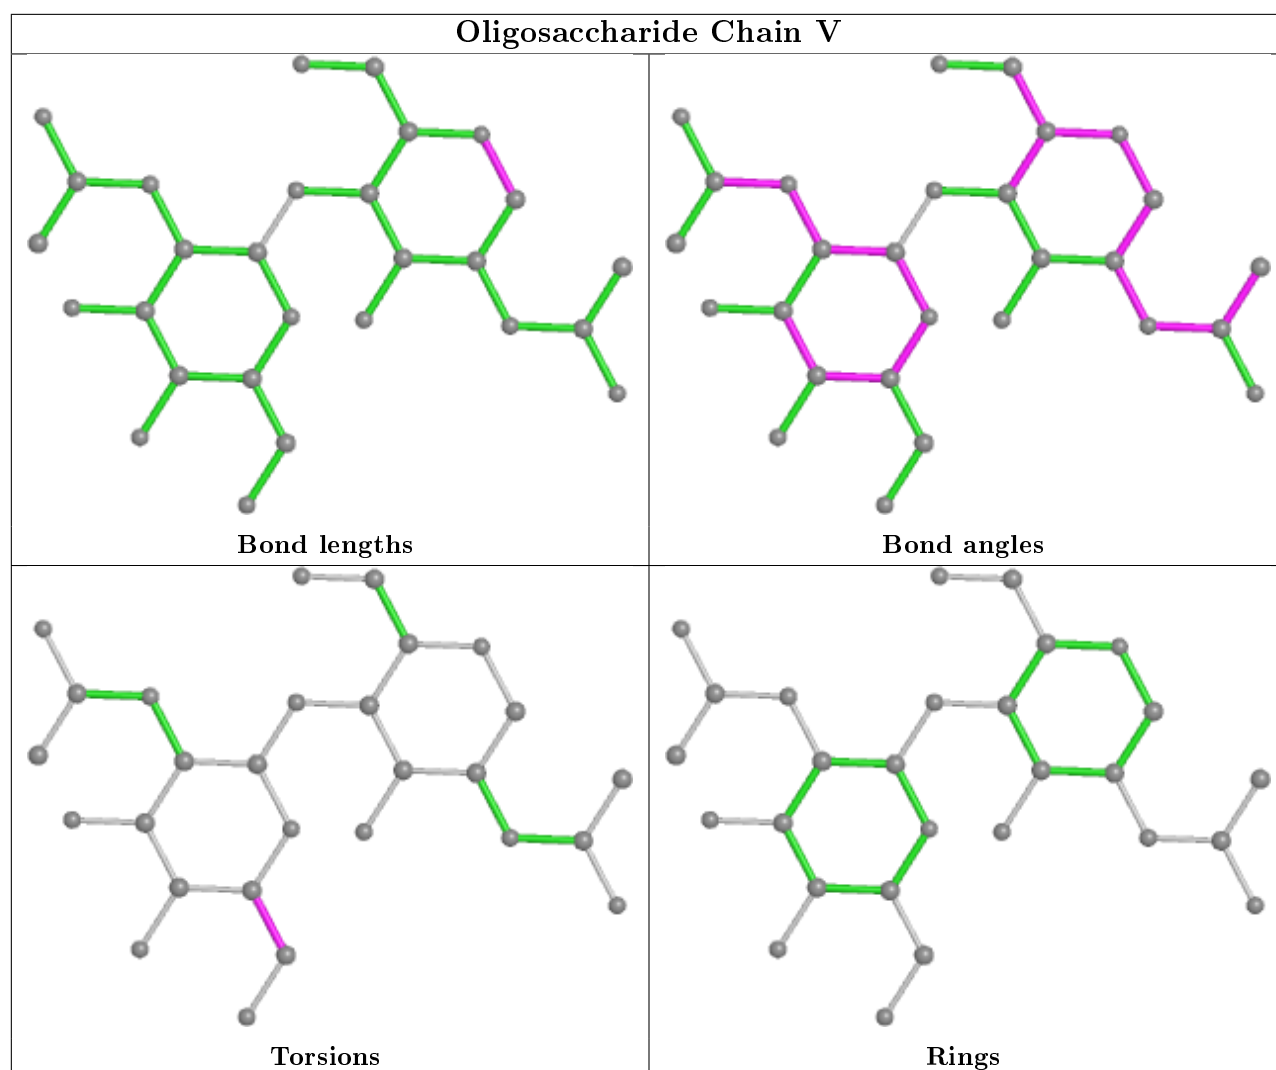 Oligosaccharide Chain V
Bond lengths
Bond angles
Torsions
Rings